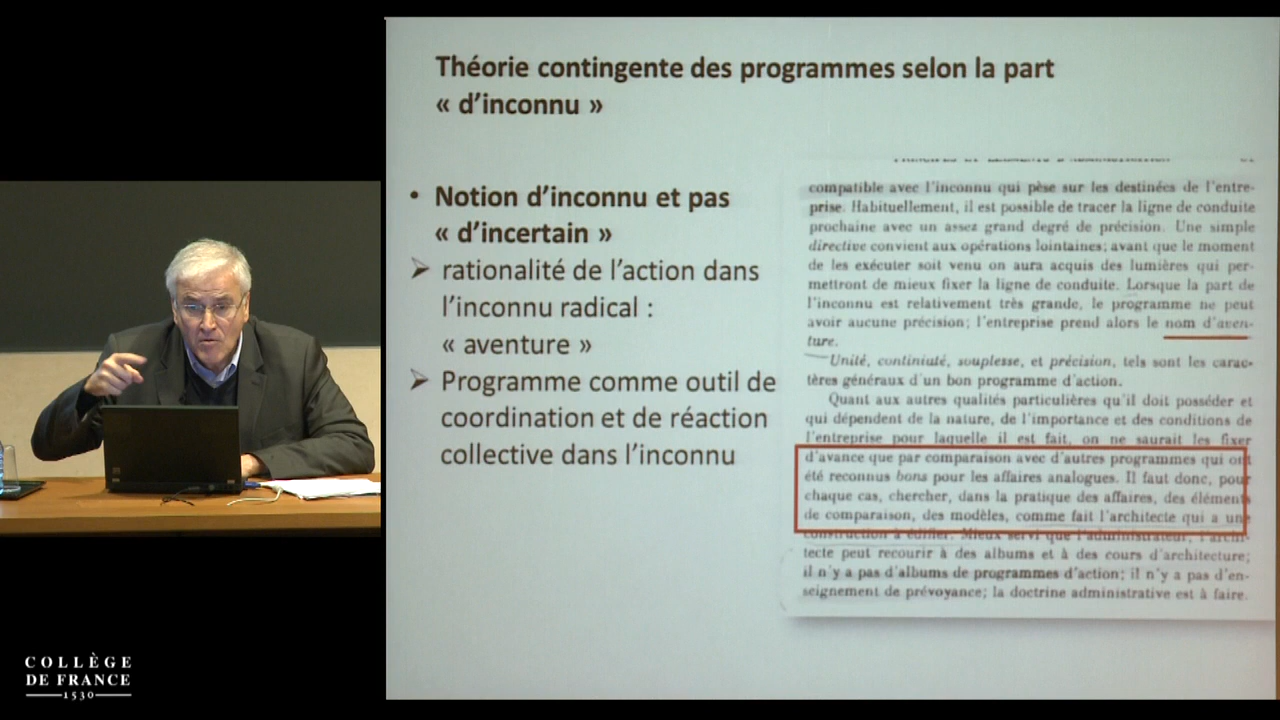 Théorie contingente des programmes selon la part
« d'inconnu »
• Notion d'inconnu et pas
« d'incertain »
➢ rationalité de l'action dans
l'inconnu radical :
« aventure »
➢ Programme comme outil de
coordination et de réaction
collective dans l'inconnu
compatible avec l'inconnu qui pèse sur les destinées de l'entre-
prise. Habituellement, il est possible de tracer la ligne de conduite
prochaine avec un assez grand degré de précision. Une simple
directive convient aux opérations lointaines; avant que le moment
de les exécuter soit venu on aura acquis des lumières qui per-
mettront de mieux fixer la ligne de conduite. Lorsque la part de
l'inconnu est relativement très grande, le programme ne peut
avoir aucune précision; l'entreprise prend alors le nom d'aven-
ture.
Unité, continuité, souplesse, et précision, tels sont les carac-
tères généraux d'un bon programme d'action.
Quant aux autres qualités particulières qu'il doit posséder et
qui dépendent de la nature, de l'importance et des conditions de
l'entreprise pour laquelle il est fait, on ne saurait les fixer
d'avance que par comparaison avec d'autres programmes qui ont
été reconnus bons pour les affaires analogues. Il faut donc, pour
chaque cas, chercher, dans la pratique des affaires, des éléments
de comparaison, des modèles, comme fait l'architecte qui a une
construction à édifier. Mieux servi que l'administrateur, l'archi-
tecte peut recourir à des albums et à des cours d'architecture;
il n'y a pas d'albums de programmes d'action; il n'y a pas d'en-
seignement de prévoyance; la doctrine administrative est à faire.
COLLÈGE
DE FRANCE
1530